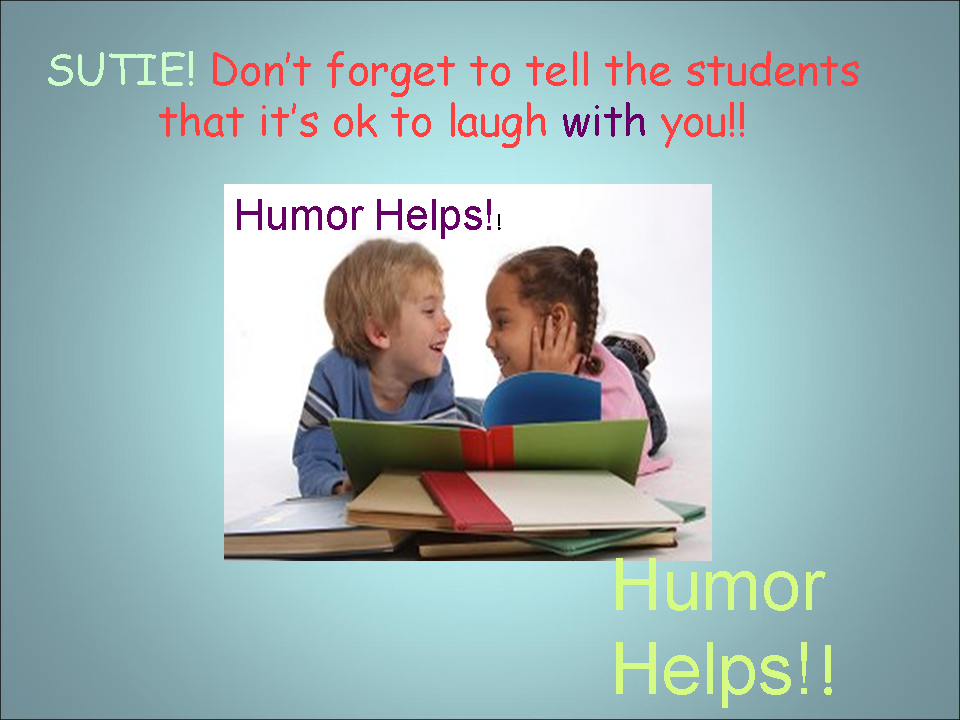 SUTIE! Don't forget to tell the students
that it's ok to laugh with you!!
Humor Helps!!
Humor
Helps!!